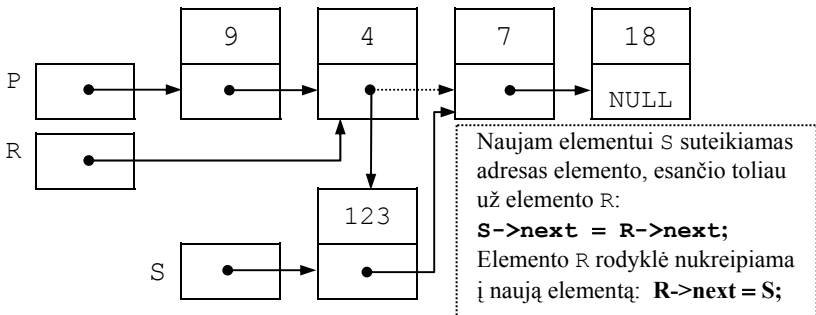 9 4 7 18
P
NULL
R
Naujam elementui S suteikiamas
adresas elemento, esančio toliau
už elemento R:
S->next = R->next;
Elemento R rodyklė nukreipiama
į naują elementą: R->next = S;
123
S